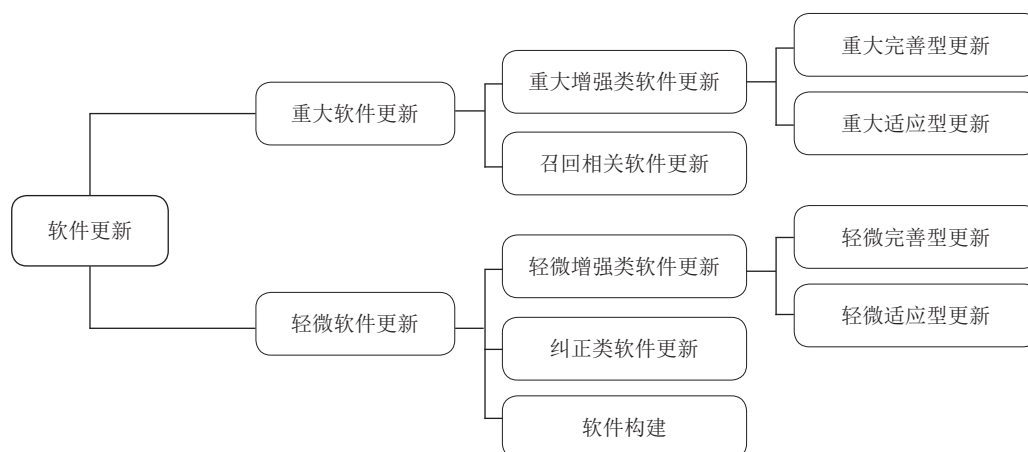 重大完善型更新
重大增强类软件更新
重大软件更新
重大适应型更新
召回相关软件更新
软件更新
轻微完善型更新
轻微增强类软件更新
轻微软件更新
轻微适应型更新
纠正类软件更新
软件构建